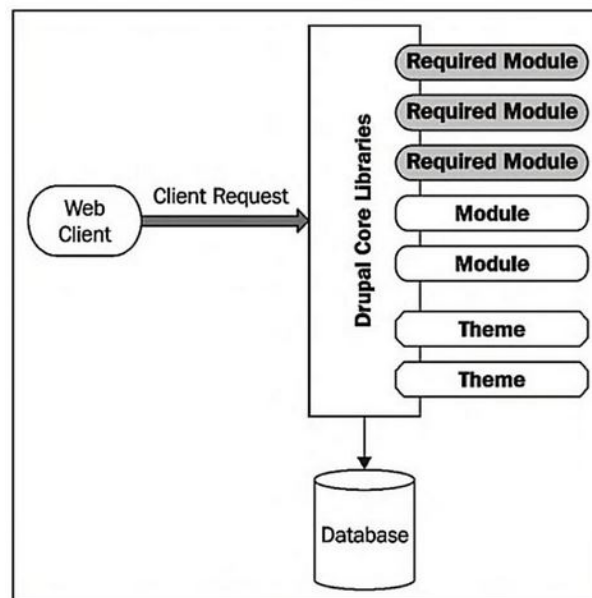 Required Module
Required Module
Required Module
Module
Module
Theme
Theme
Drupal Core Libraries
Client Request
Web
Client
Database